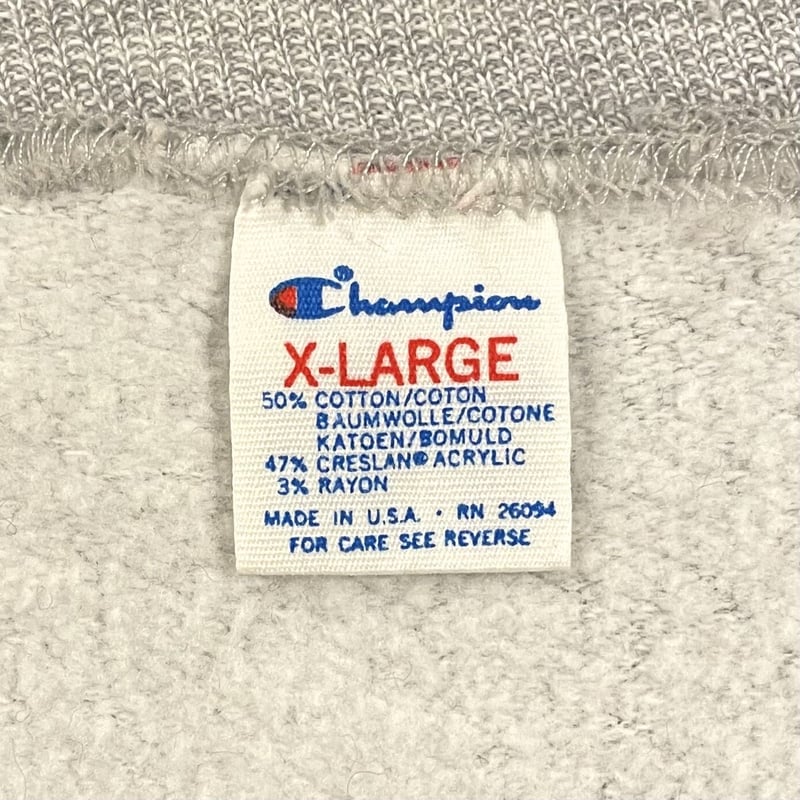 Champion®
X-LARGE
50% COTTON/COTON
BAUMWOLLE/COTONE
KATOEN/BOMULD
47% CRESLAN® ACRYLIC
3% RAYON
MADE IN U.S.A. · RN 26094
FOR CARE SEE REVERSE